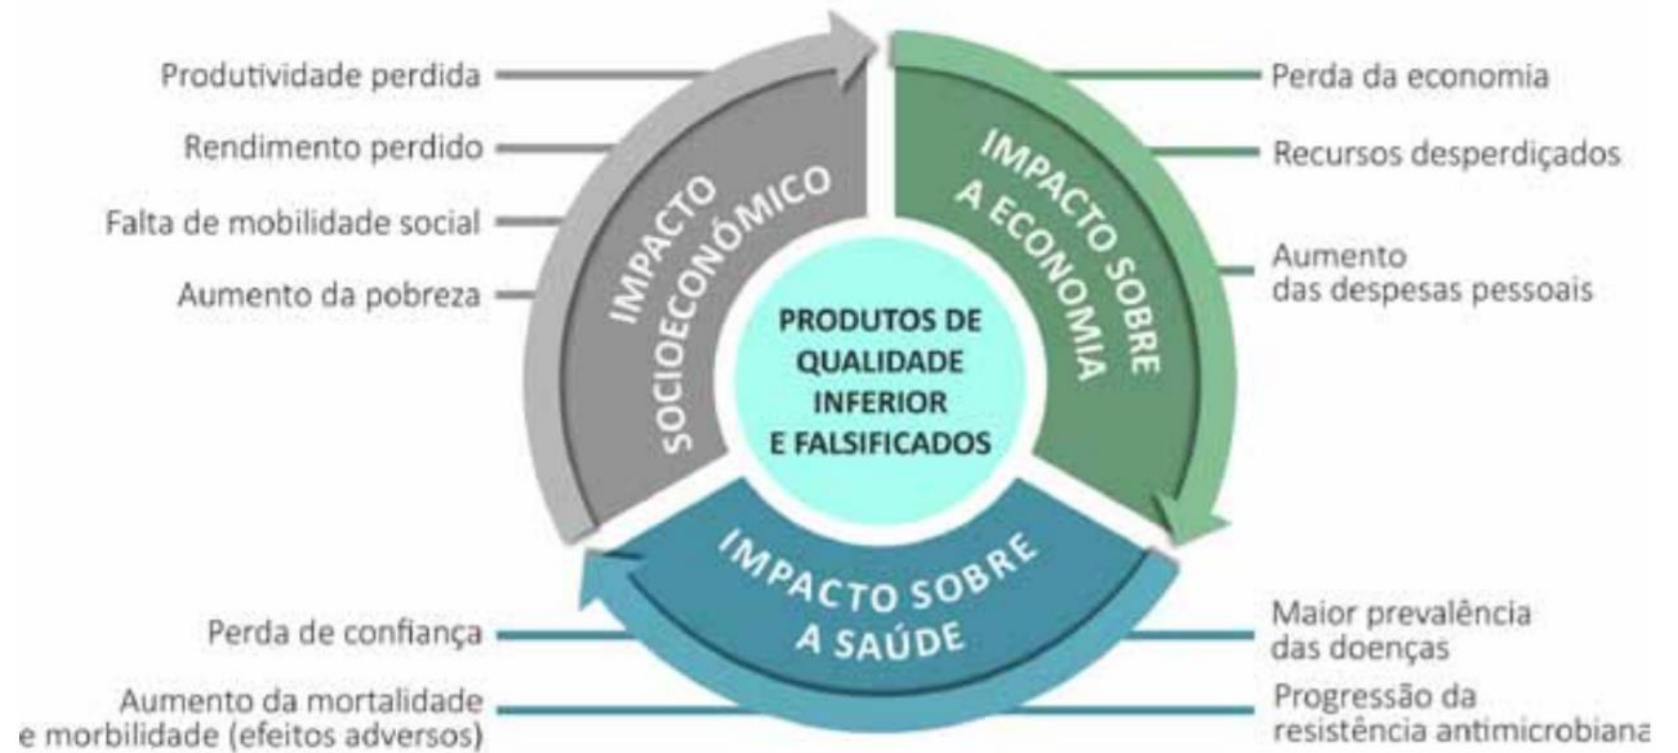 Produtividade perdida
Rendimento perdido
Falta de mobilidade social
Aumento da pobreza
IMPACTO
SOCIOECONÓMICO
IMPACTO SOBRE
A ECONOMIA
Perda da economia
Recursos desperdiçados
Aumento
das despesas pessoais
PRODUTOS DE
QUALIDADE
INFERIOR
E FALSIFICADOS
IMPACTO SOBRE
A SAÚDE
Perda de confiança
Aumento da mortalidade
e morbilidade (efeitos adversos)
Maior prevalência
das doenças
Progressão da
resistência antimicrobiana